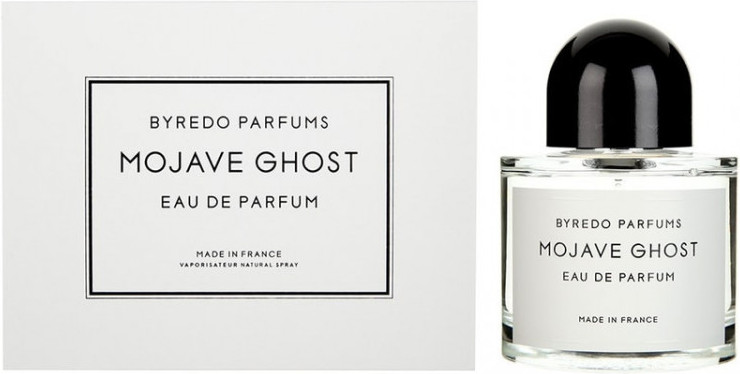 BYREDO PARFUMS
MOJAVE GHOST
EAU DE PARFUM
MADE IN FRANCE
VAPORISATEUR NATURAL SPRAY
BYREDO PARFUMS
MOJAVE GHOST
EAU DE PARFUM
MADE IN FRANCE